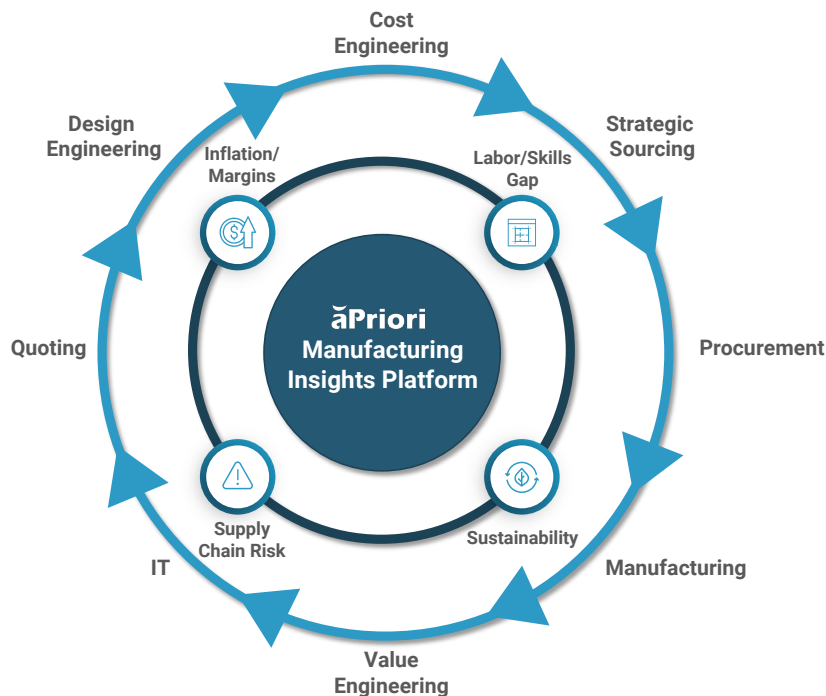 Cost
Engineering
Design
Engineering
Strategic
Sourcing
Inflation/
Margins
Labor/Skills
Gap
ăPriori
Manufacturing
Insights Platform
Quoting
Procurement
Supply
Chain Risk
Sustainability
IT
Manufacturing
Value
Engineering